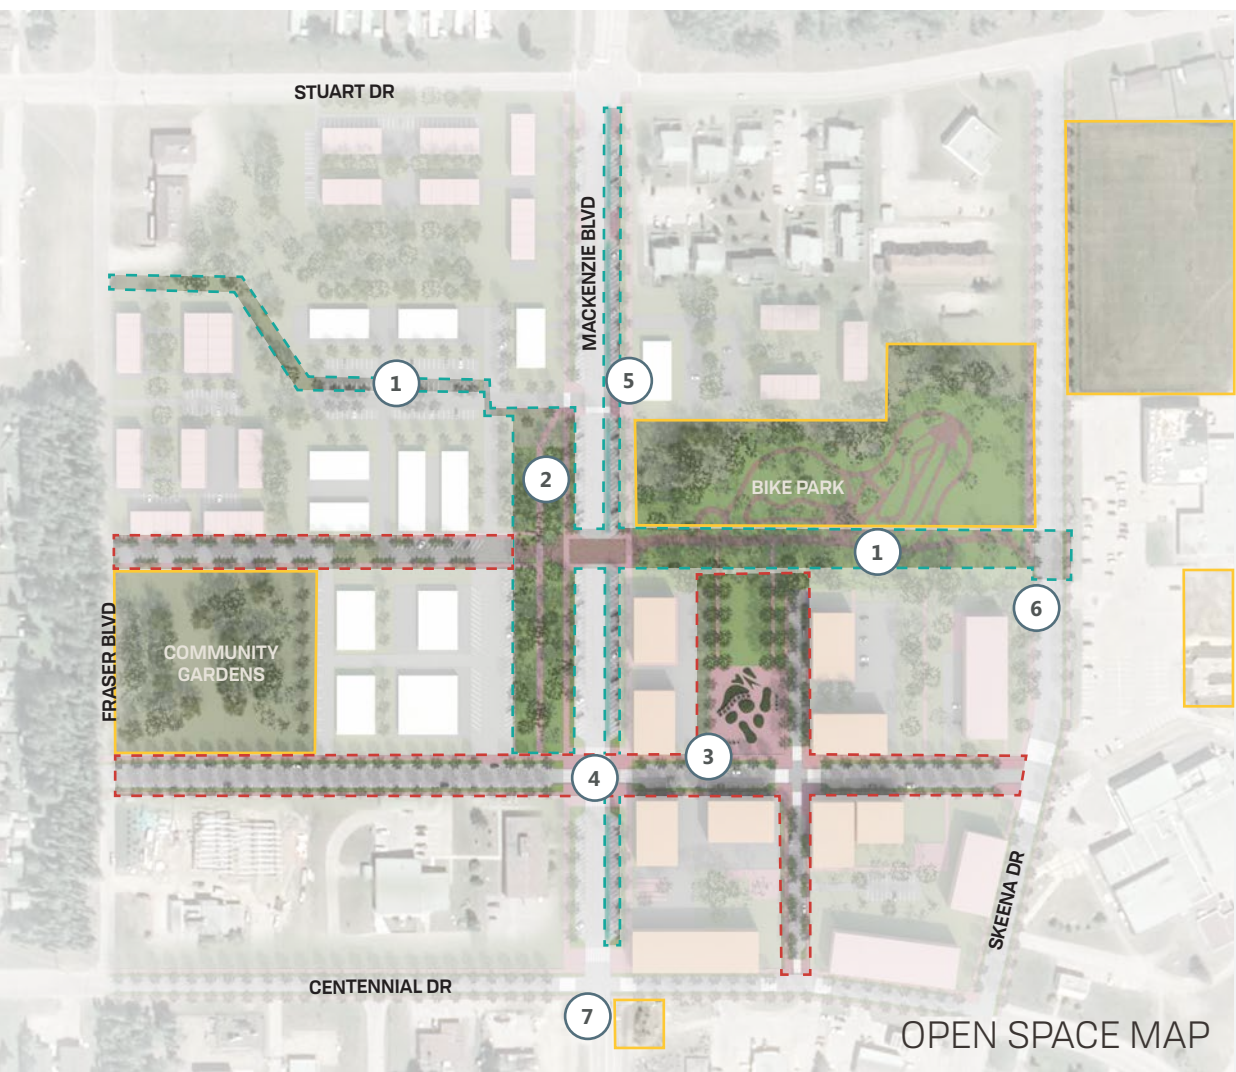 STUART DR
MACKENZIE BLVD
1
5
2
BIKE PARK
1
6
FRASER BLVD
COMMUNITY
GARDENS
3
4
SKEENA DR
CENTENNIAL DR
7
OPEN SPACE MAP